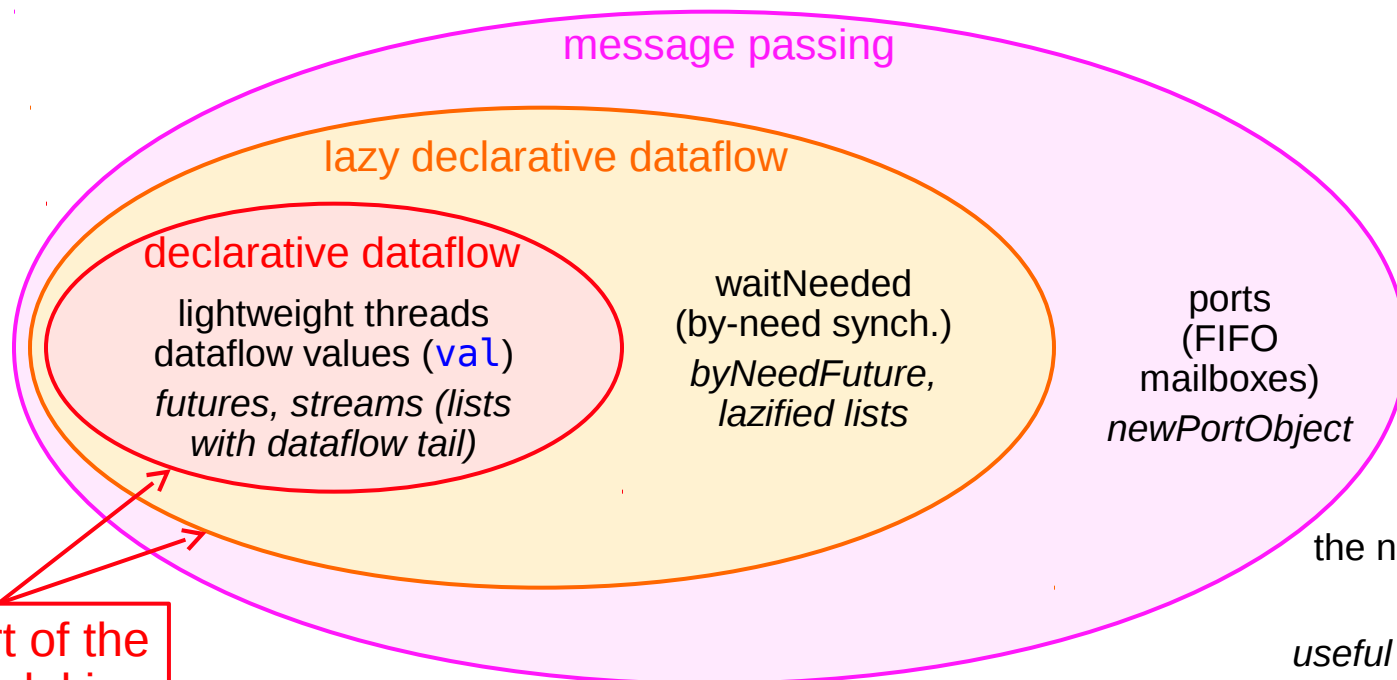 message passing
lazy declarative dataflow
declarative dataflow
lightweight threads
dataflow values (val)
futures, streams (lists
with dataflow tail)
waitNeeded
(by-need synch.)
byNeedFuture,
lazified lists
ports
(FIFO
mailboxes)
newPortObject
the n
useful
rt of the